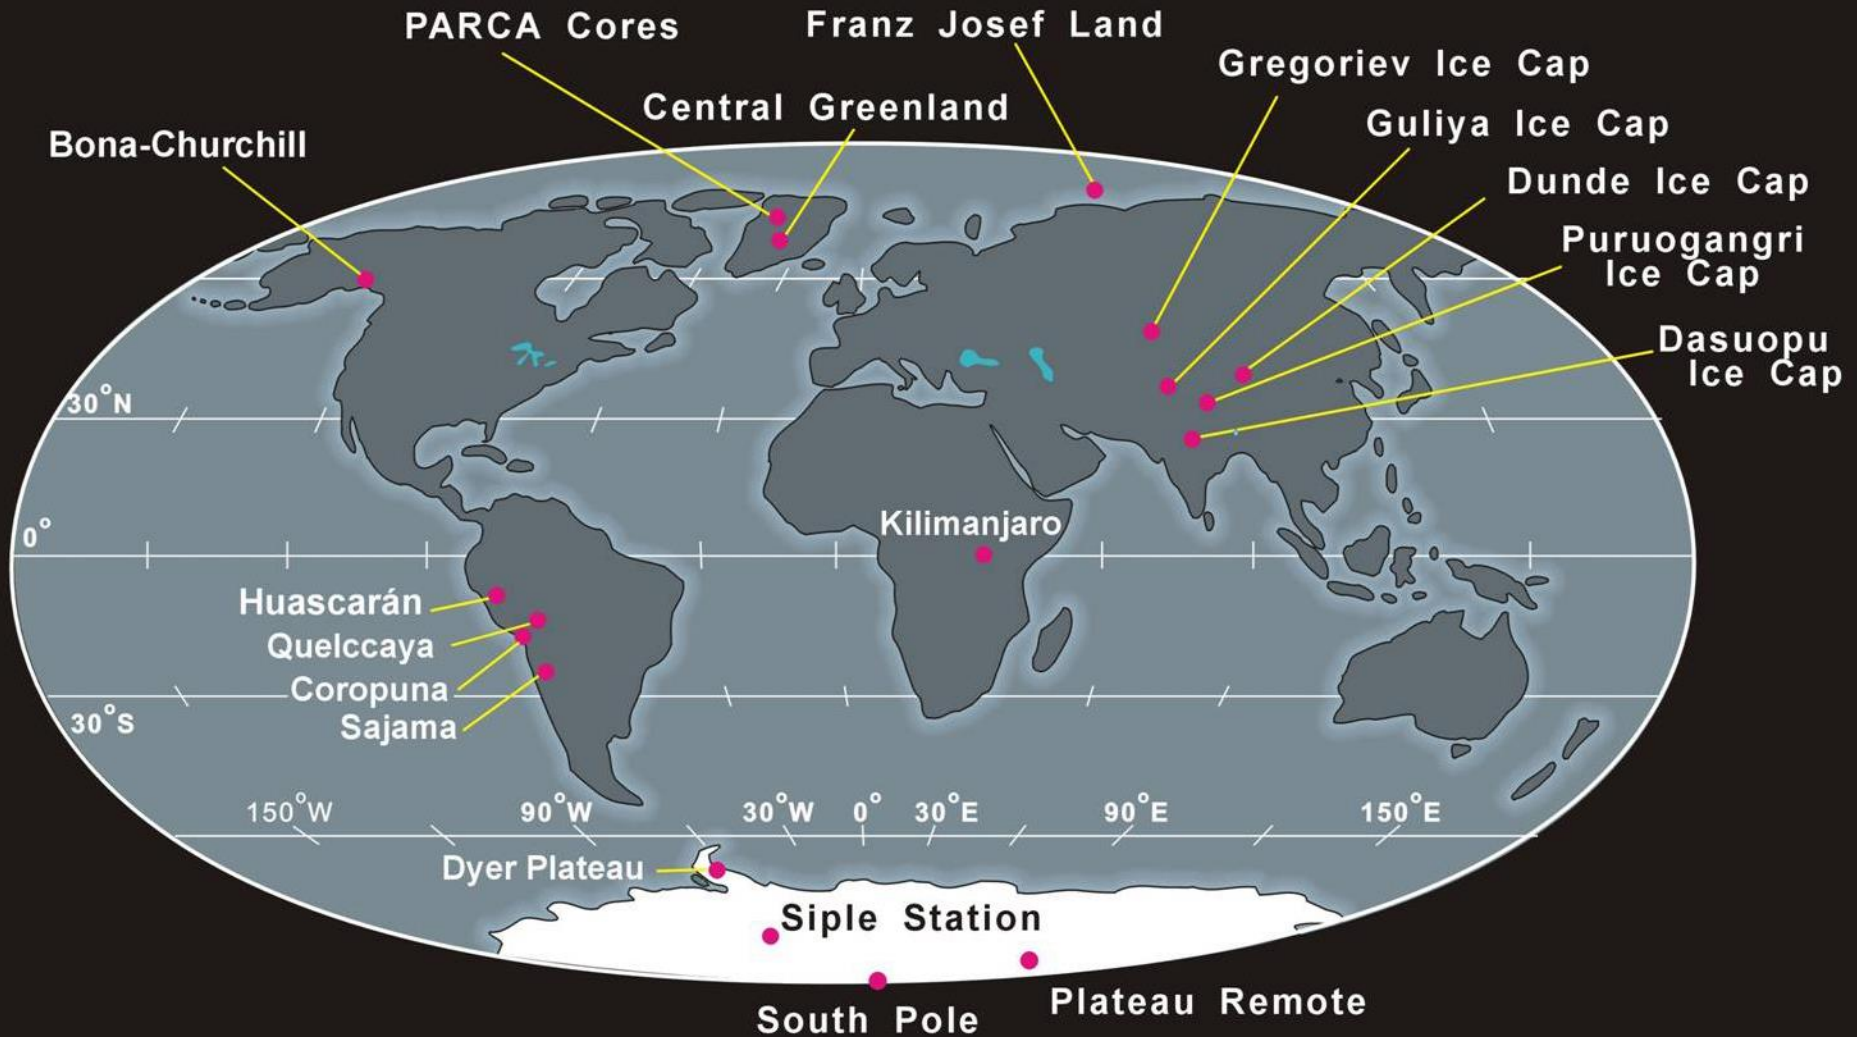 PARCA Cores
Franz Josef Land
Gregoriev Ice Cap
Central Greenland
Guliya Ice Cap
Bona-Churchill
Dunde Ice Cap
Puruogangri
Ice Cap
Dasuopu
Ice Cap
30°N
0°
Kilimanjaro
Huascarán
Quelccaya
Coropuna
Sajama
30°S
150°W
90°W
30°W
0°
30°E
90°E
150°E
Dyer Plateau
Siple Station
Plateau Remote
South Pole